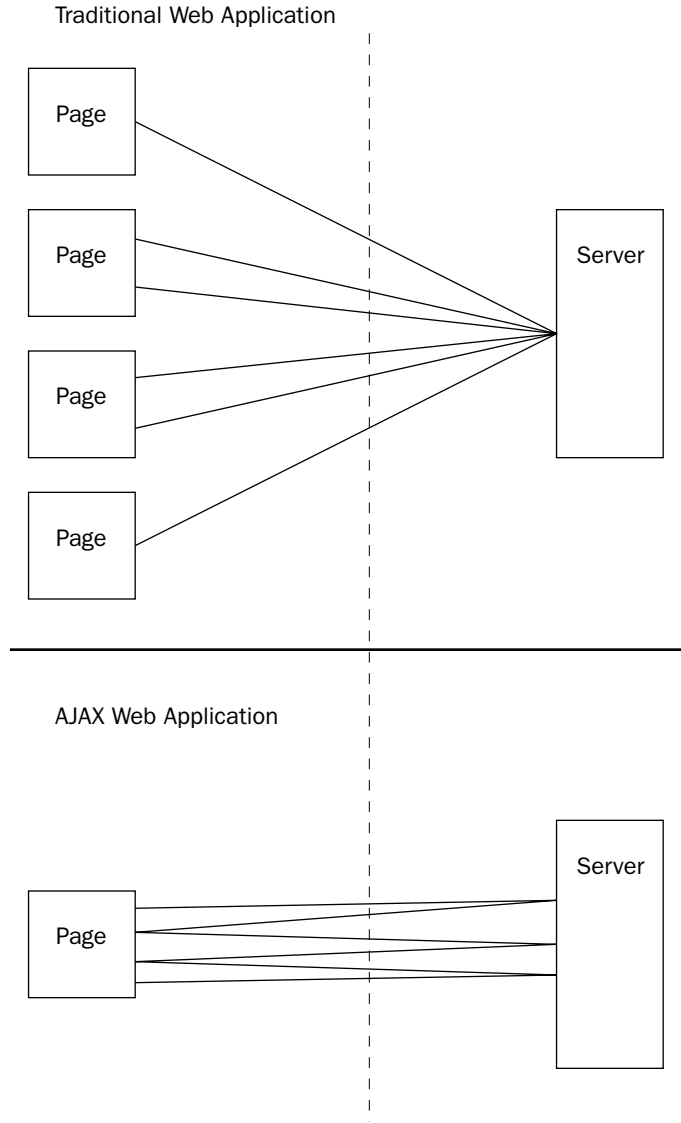 Traditional Web Application
Page
Page
Server
Page
Page
AJAX Web Application
Server
Page